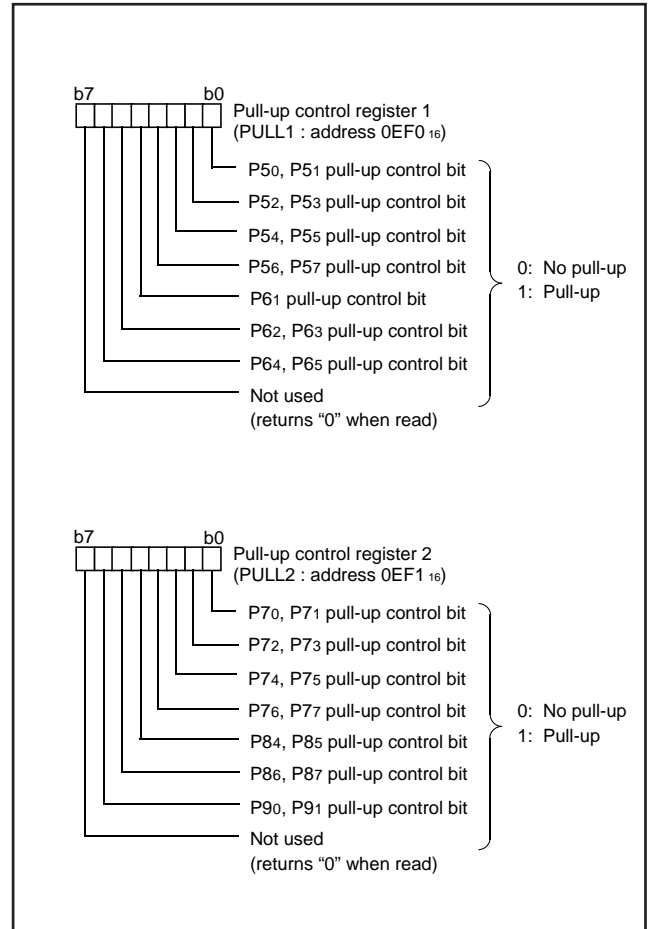 b7 b0
Pull-up control register 1
(PULL1 : address 0EF0 16)
P50, P51 pull-up control bit
P52, P53 pull-up control bit
P54, P55 pull-up control bit
P56, P57 pull-up control bit
P61 pull-up control bit
P62, P63 pull-up control bit
P64, P65 pull-up control bit
Not used
(returns “0” when read)
0: No pull-up
1: Pull-up
b7 b0
Pull-up control register 2
(PULL2 : address 0EF1 16)
P70, P71 pull-up control bit
P72, P73 pull-up control bit
P74, P75 pull-up control bit
P76, P77 pull-up control bit
P84, P85 pull-up control bit
P86, P87 pull-up control bit
P90, P91 pull-up control bit
Not used
(returns “0” when read)
0: No pull-up
1: Pull-up